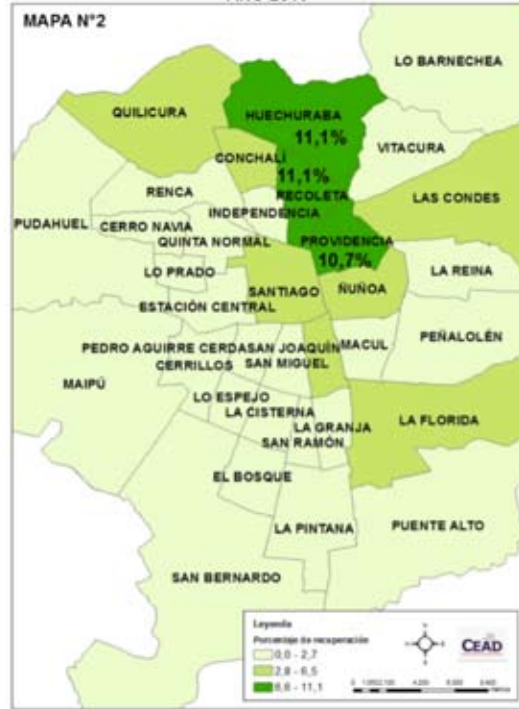 MAPA N°2
LO BARNECHEA
QUILICURA
HUECHURABA
11,1%
VITACURA
CONCHALÍ
11,1%
RECOLETA
LAS CONDES
RENCA
INDEPENDENCIA
PUDAHUEL
CERRO NAVIA
QUINTA NORMAL
PROVIDENCIA
10,7%
LO PRADO
LA REINA
SANTIAGO
ÑUÑOA
ESTACIÓN CENTRAL
PEDRO AGUIRRE CERDA
SAN JOAQUÍN
MACUL
PEÑALOLÉN
CERRILLOS
SAN MIGUEL
MAIPÚ
LO ESPEJO
LA CISTERNA
LA GRANJA
LA FLORIDA
SAN RAMÓN
EL BOSQUE
LA PINTANA
PUENTE ALTO
SAN BERNARDO
Leyenda
Porcentaje de recuperación
0,0 - 2,7
2,8 - 6,5
6,6 - 11,1
CEAD